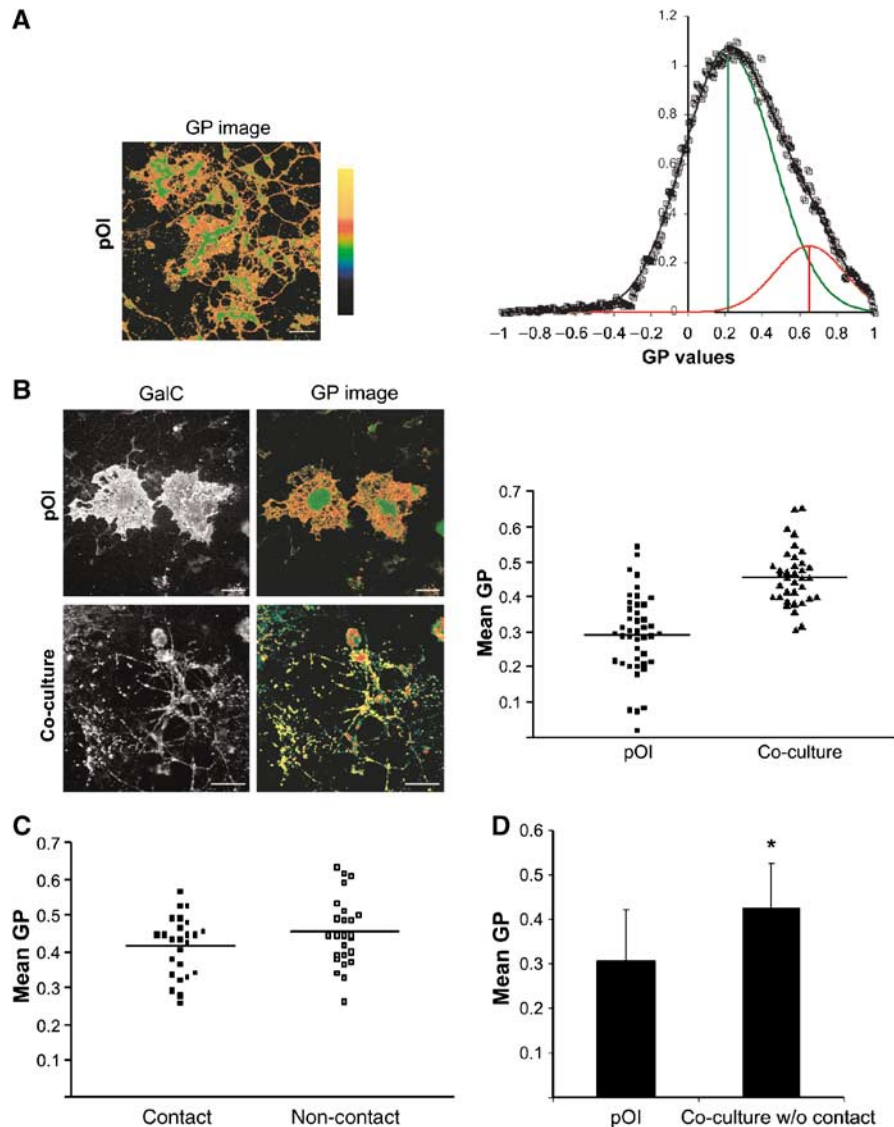 A
GP image
pOl
1.2
1
0.8
0.6
0.4
0.2
0
−1 −0.8 −0.6 −0.4 −0.2 0 0.2 0.4 0.6 0.8 1
GP values
B
GalC GP image
pOl
Co-culture
Mean GP
0.7
0.6
0.5
0.4
0.3
0.2
0.1
pOl Co-culture
C
Mean GP
0.7
0.6
0.5
0.4
0.3
0.2
0.1
Contact Non-contact
D
Mean GP
0.6
0.5
0.4
0.3
0.2
0.1
*
pOl Co-culture w/o contact